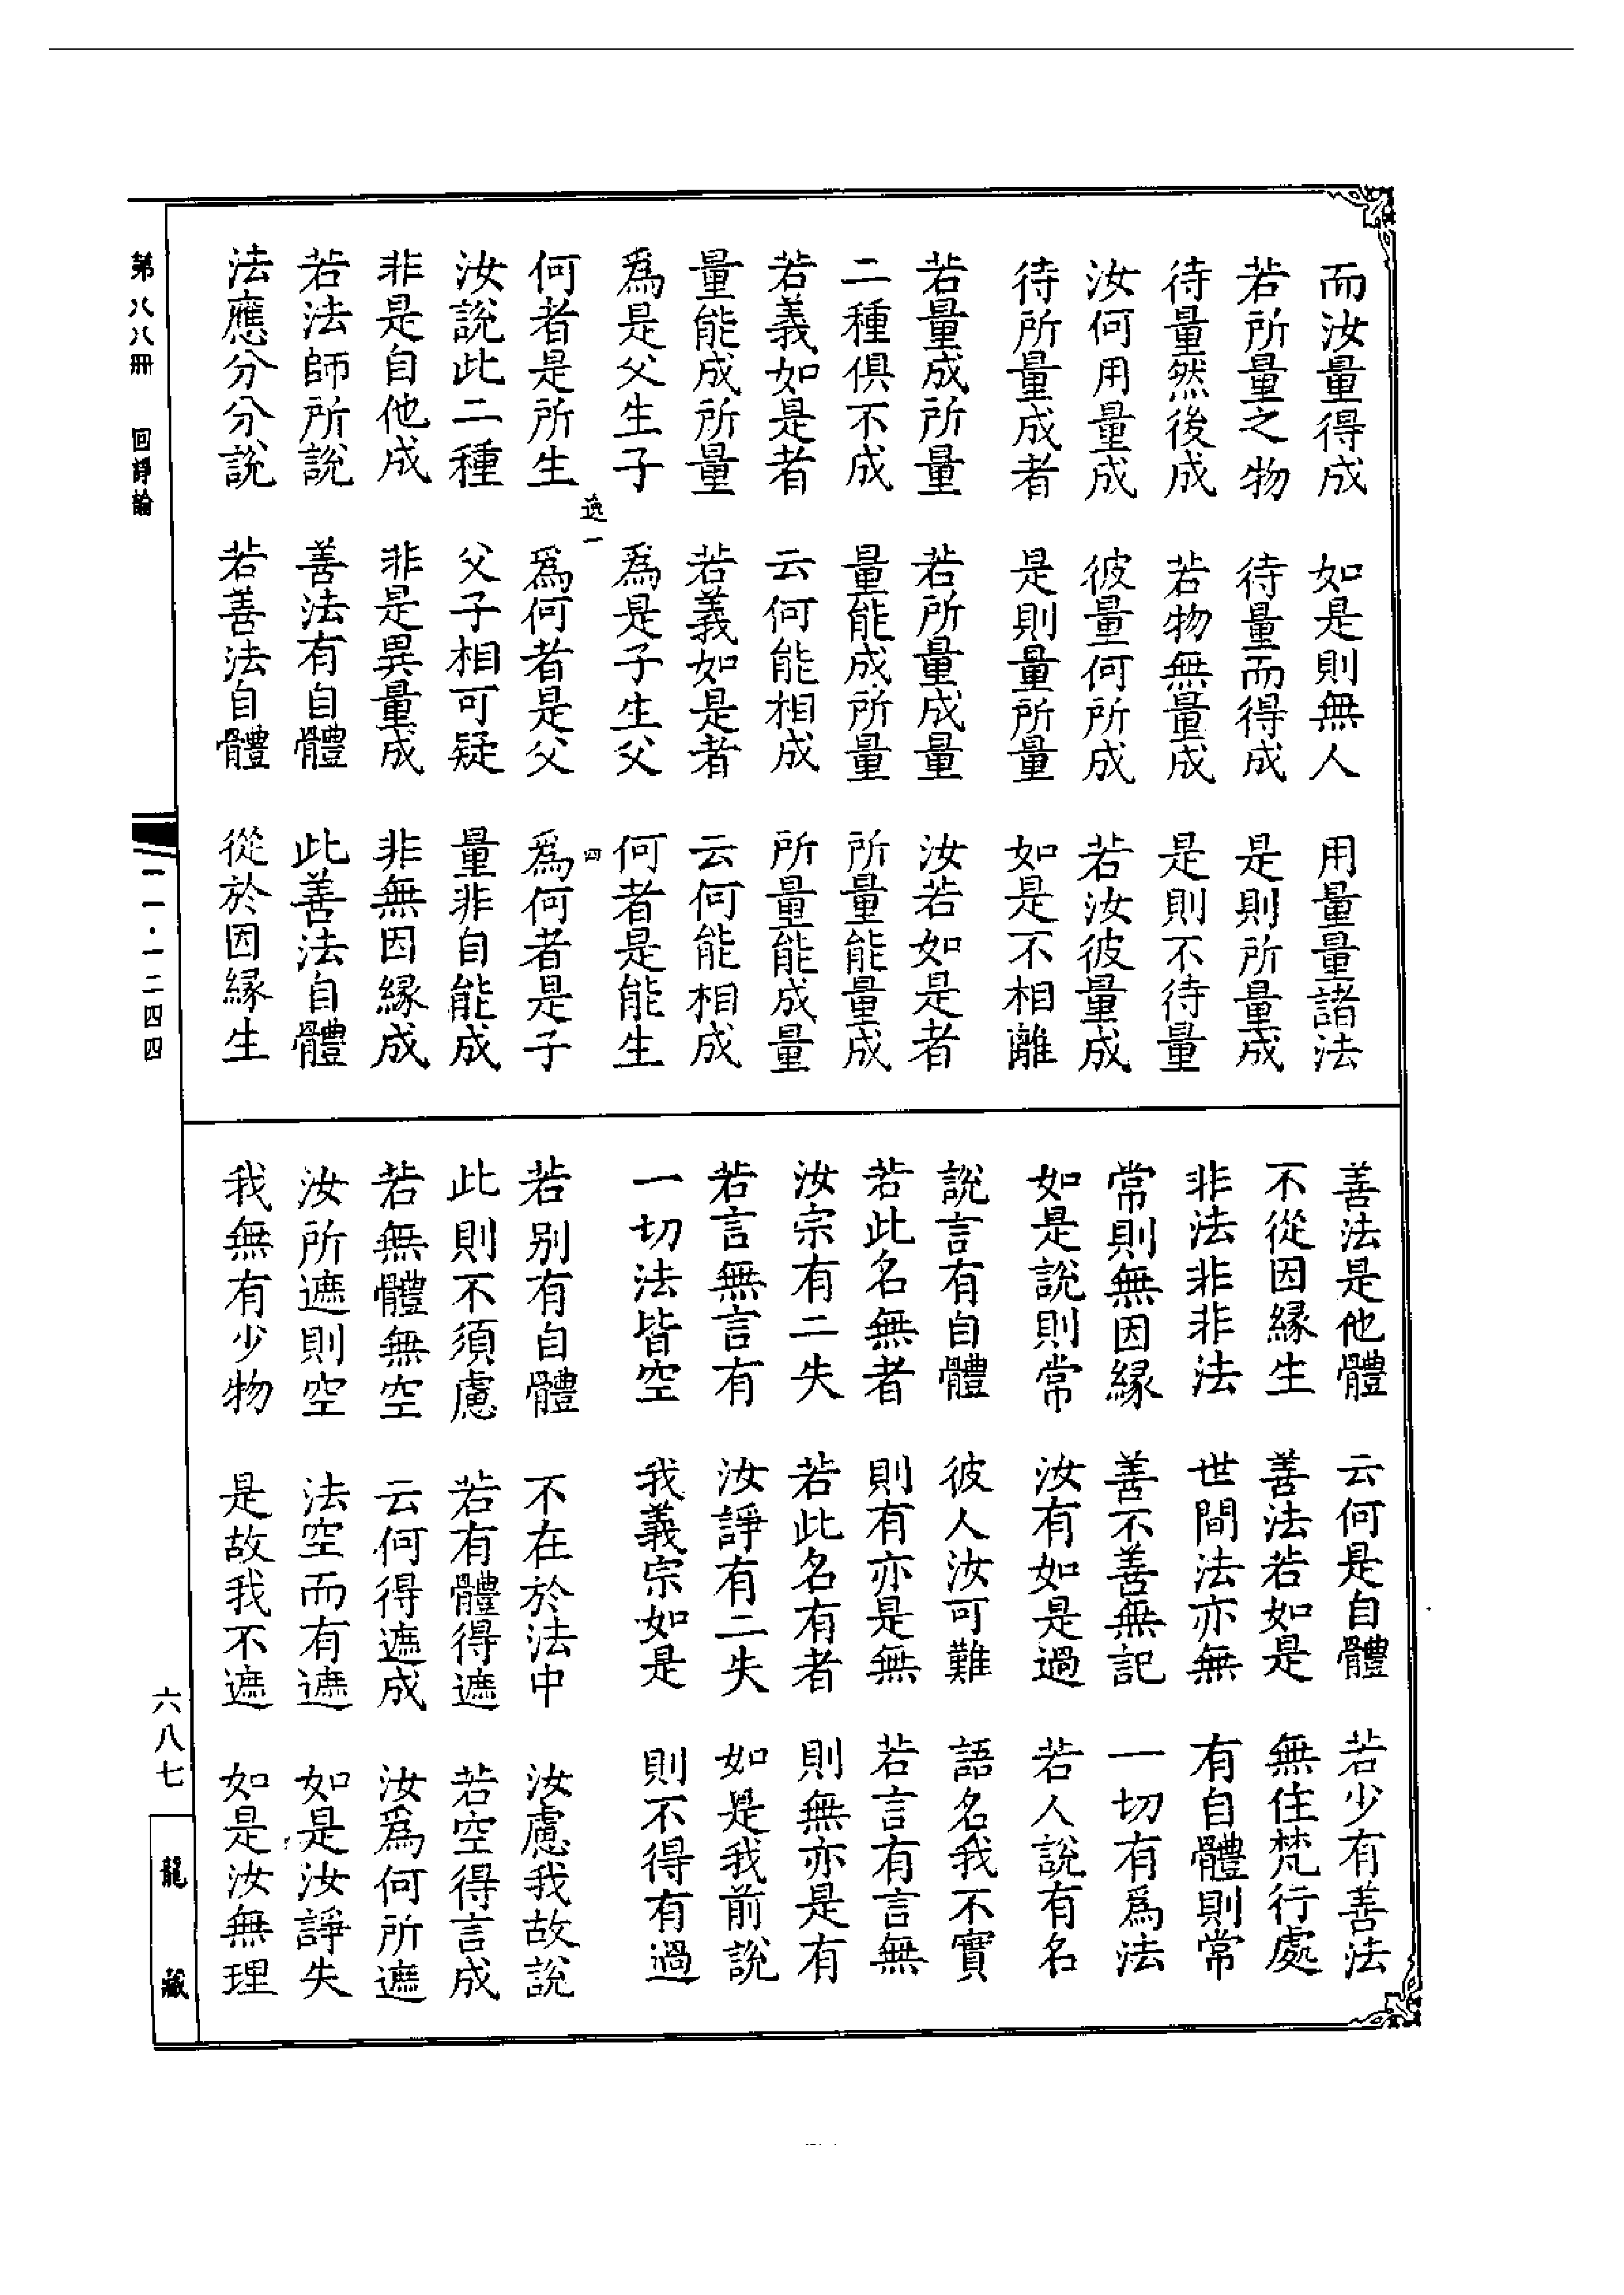 而汝量得成　如是則無人　用量量諸法
若所量之物　待量而得成　是則所量成
待量然後成　若物無量成　是則不待量
汝何用量成　彼量何所成　若汝彼量成
待所量成者　是則量所量　如是不相離
若量成所量　若所量成量　汝若如是者
二種俱不成　量能成所量　所量能量成
若義如是者　云何能相成　所量能成量
量能成所量　若義如是者　云何能相成
為是父生子　為是子生父　何者是能生
逸一　四
何者是所生　爲何者是父　爲何者是子
汝說此二種　父子相可疑　量非自能成
非是自他成　非是異量成　非無因緣成
若法師所說　善法有自體　此善法自體
法應分分說　若善法自體　從於因緣生
善法是他體　云何是自體　若少有善法
不從因緣生　善法若如是　無住梵行處
非法非非法　世間法亦無　有自體則常
常則無因緣　善不善無記　一切有爲法
如是說則常　汝有如是過　若人說有名
說言有自體　彼人汝可難　語名我不實
若此名無者　則有亦是無　若言有言無
汝宗有二失　若此名有者　則無亦是有
若言無言有　汝諍有二失　如是我前說
一切法皆空　我義宗如是　則不得有過
若别有自體　不在於法中　汝慮我故說
此則不須慮　若有體得遮　若空得言成
若無體無空　云何得遮成　汝爲何所遮
汝所遮則空　法空而有遮　如是汝諍失
我無有少物　是故我不遮　如是汝無理
第八八冊　回諍論
一一·一二四四
六八七
龍藏